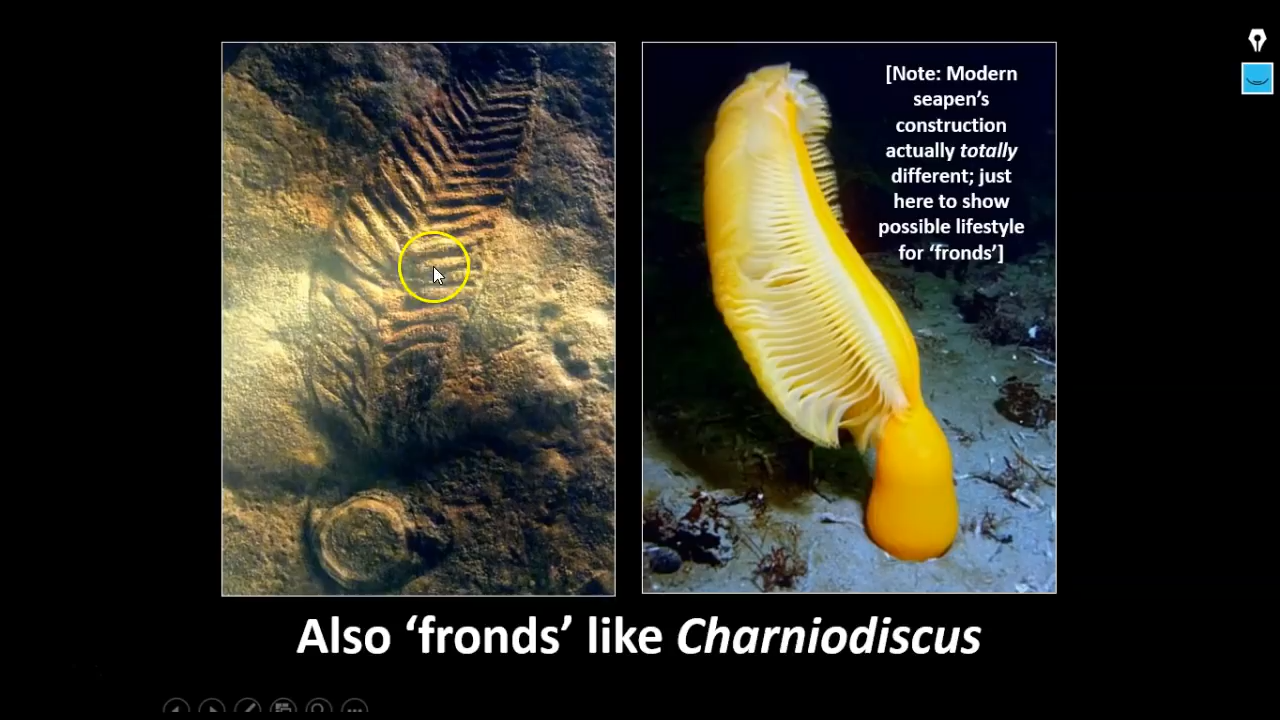 [Note: Modern
seapen’s
construction
actually totally
different; just
here to show
possible lifestyle
for ‘fronds’]
Also ‘fronds’ like Charniodiscus